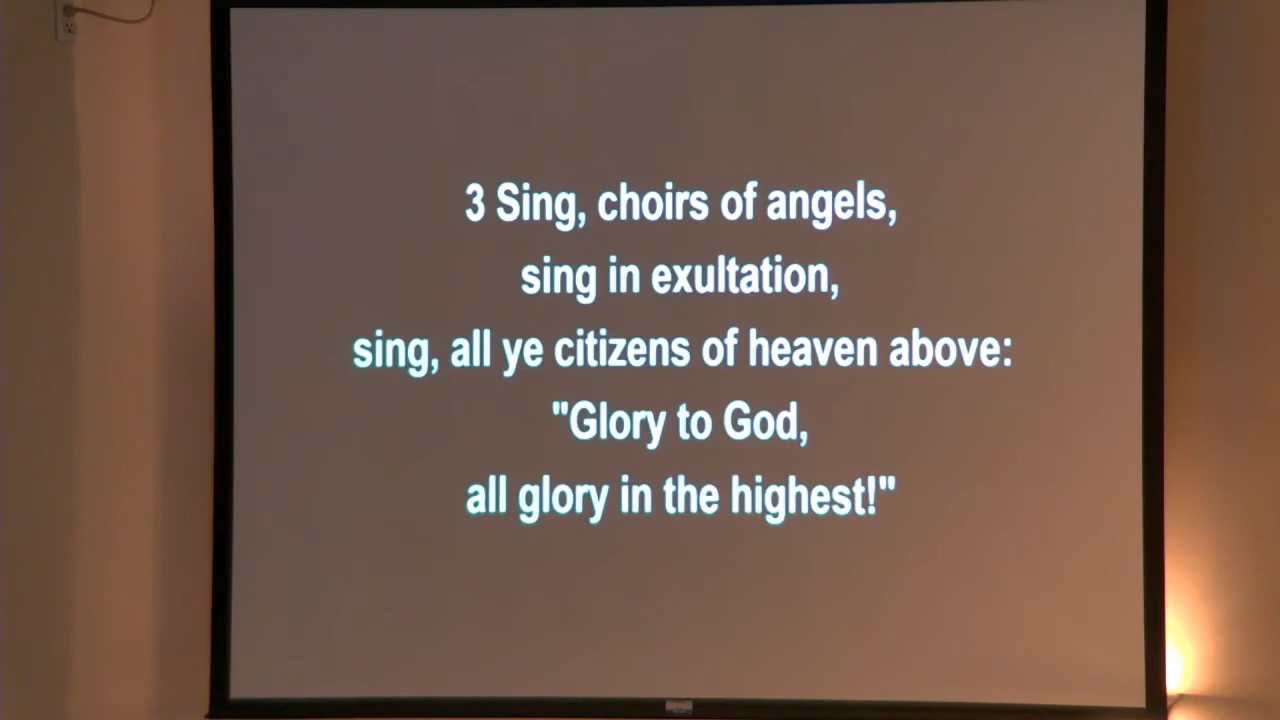 3 Sing, choirs of angels,
sing in exultation,
sing, all ye citizens of heaven above:
"Glory to God,
all glory in the highest!"